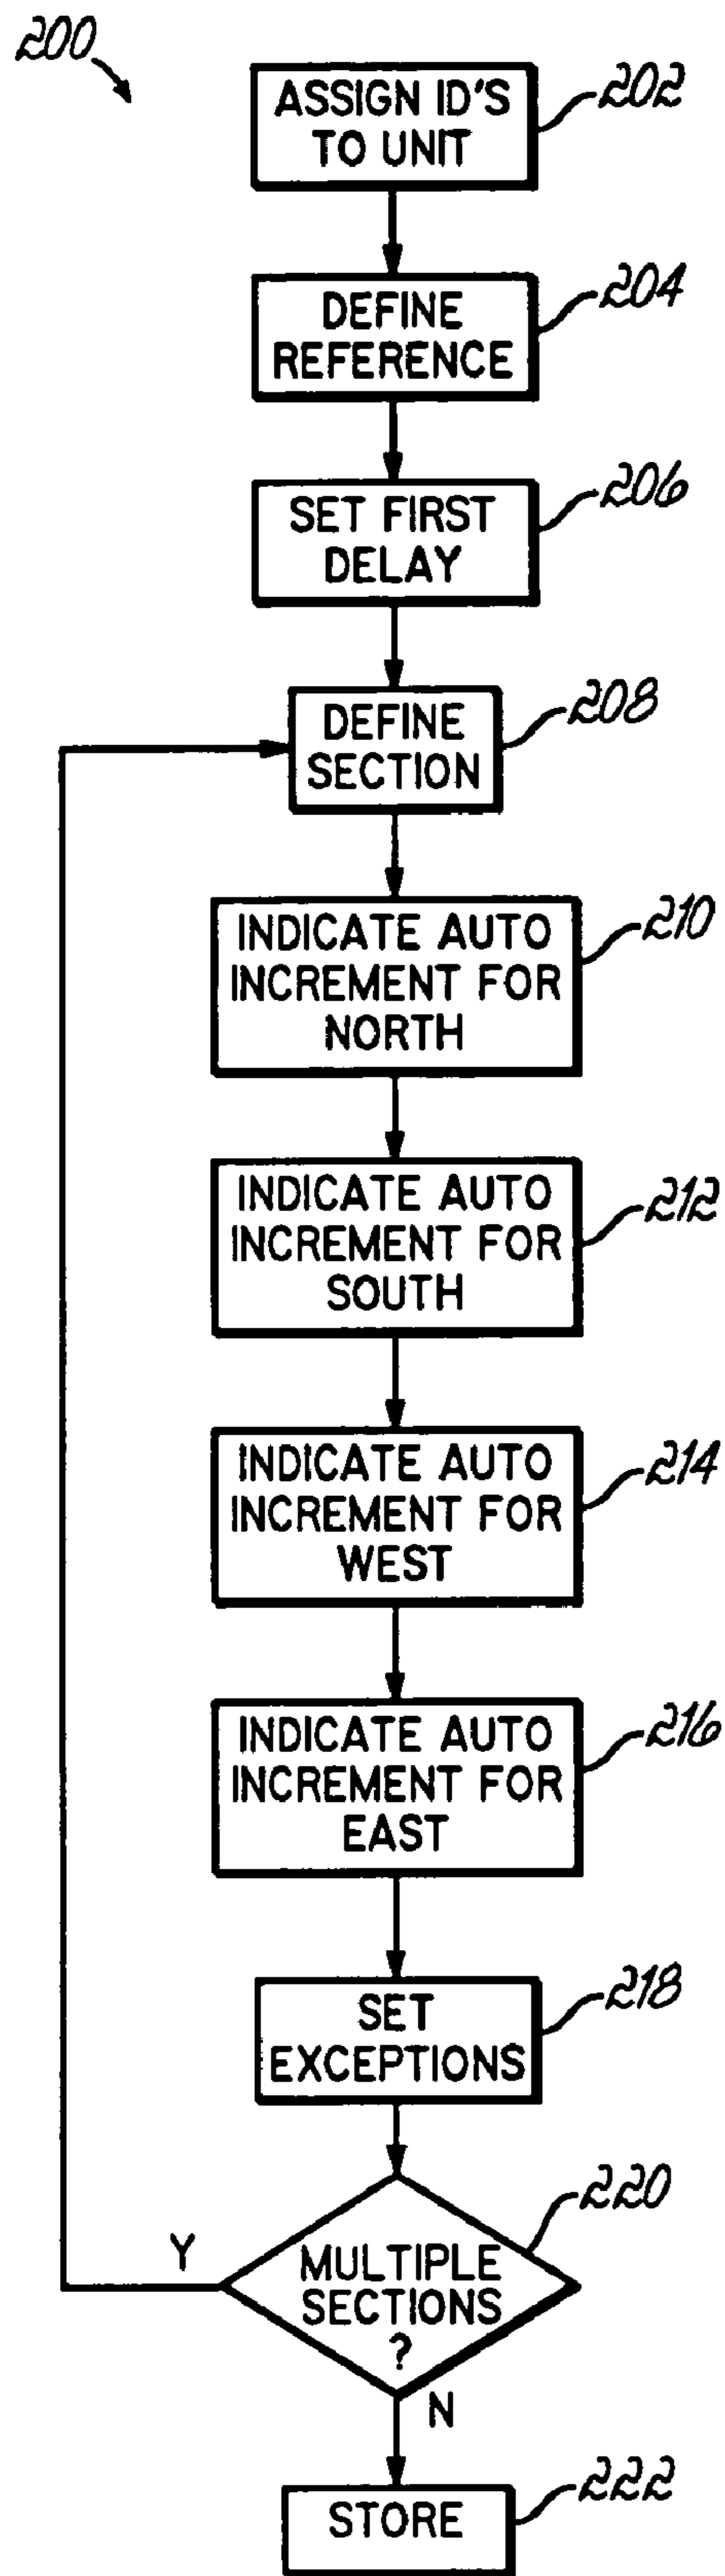 200
ASSIGN ID'S
TO UNIT
202
DEFINE
REFERENCE
204
SET FIRST
DELAY
206
DEFINE
SECTION
208
INDICATE AUTO
INCREMENT FOR
NORTH
210
INDICATE AUTO
INCREMENT FOR
SOUTH
212
INDICATE AUTO
INCREMENT FOR
WEST
214
INDICATE AUTO
INCREMENT FOR
EAST
216
SET
EXCEPTIONS
218
MULTIPLE
SECTIONS
?
220
Y
N
STORE
222